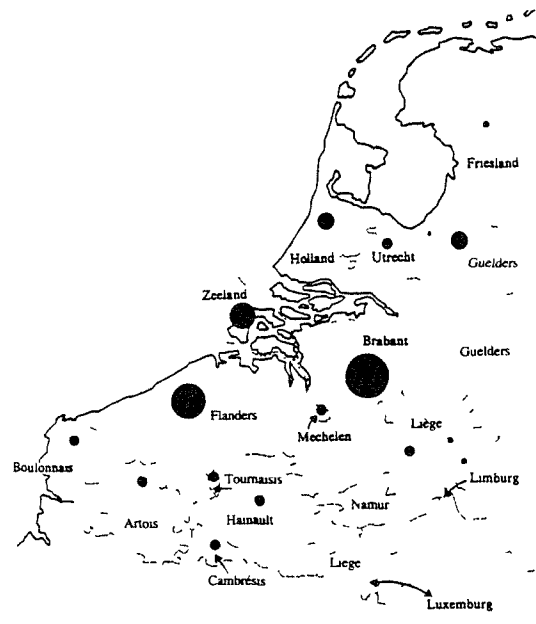 Friesland
Holland
Utrecht
Guelders
Zeeland
Brabant
Guelders
Flanders
Mechelen
Liège
Boulonnais
Tournaisis
Limburg
Namur
Artois
Hainault
Liege
Cambrésis
Luxemburg